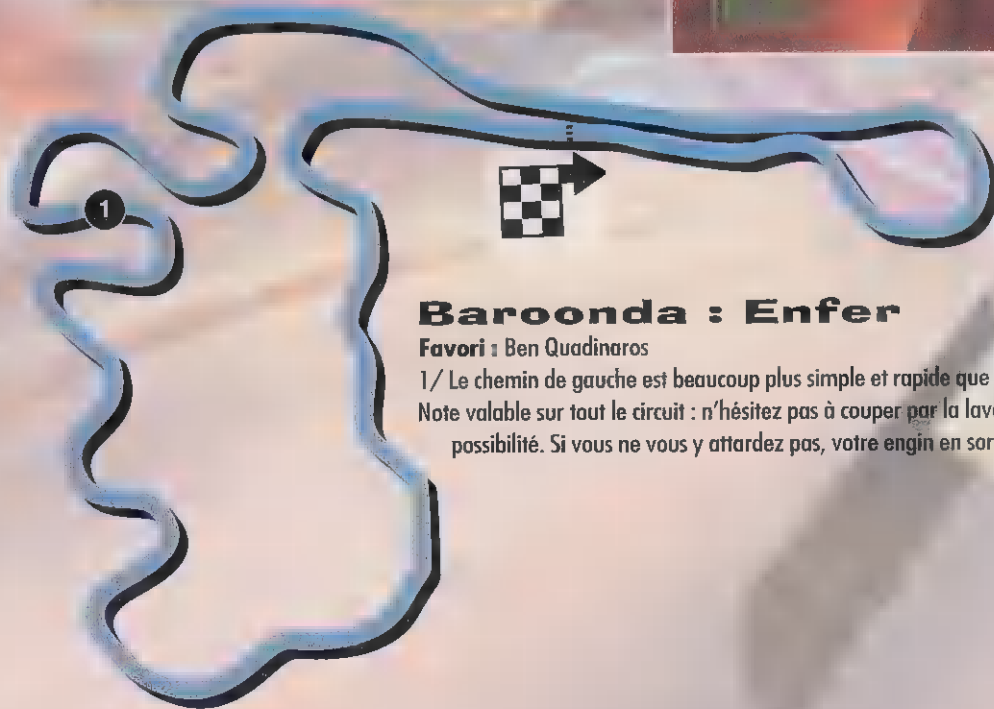 1
Baroonda : Enfer
Favori : Ben Quadinaros
1/ Le chemin de gauche est beaucoup plus simple et rapide que
Note valable sur tout le circuit : n'hésitez pas à couper par la lave
possibilité. Si vous ne vous y attardez pas, votre engin en sor